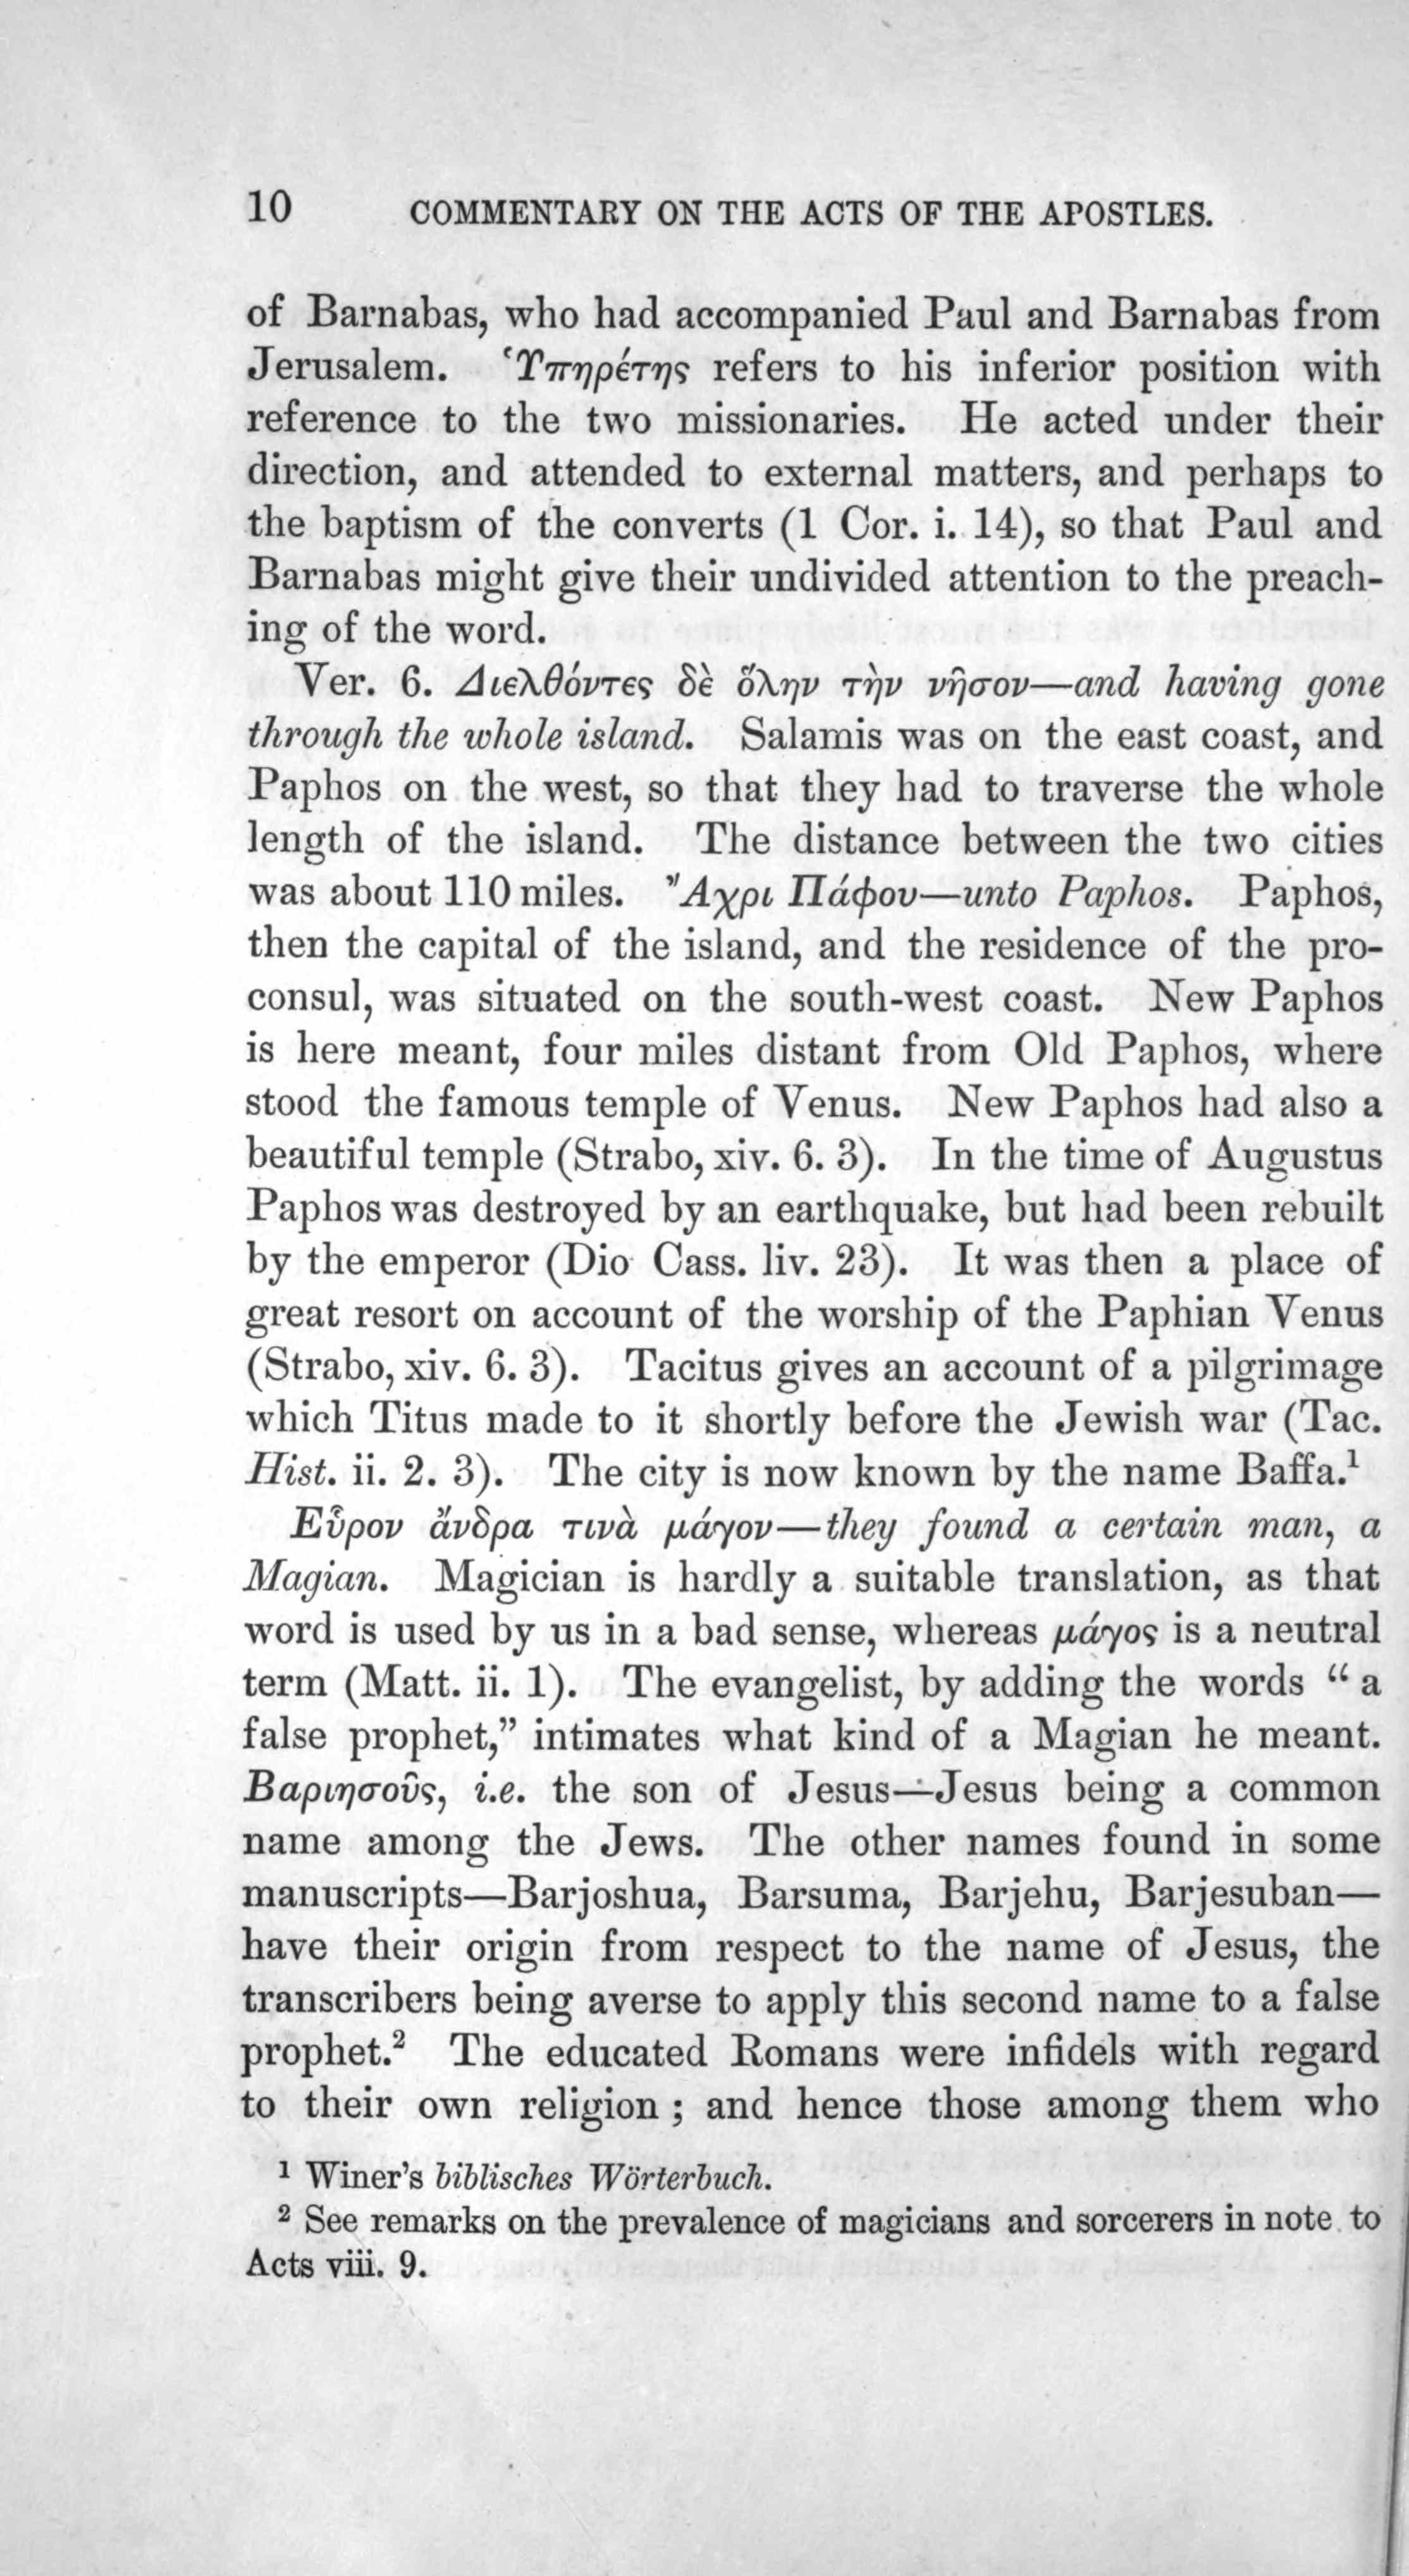 10 COMMENTARY ON THE ACTS OF THE APOSTLES.
of Barnabas, who had accompanied Paul and Barnabas from
Jerusalem. Ὑπηρέτης refers to his inferior position with
reference to the two missionaries. He acted under their
direction, and attended to external matters, and perhaps to
the baptism of the converts (1 Cor. i. 14), so that Paul and
Barnabas might give their undivided attention to the preach-
ing of the word.
Ver. 6. Διελθόντες δὲ ὅλην τὴν νῆσον—and having gone
through the whole island. Salamis was on the east coast, and
Paphos on the west, so that they had to traverse the whole
length of the island. The distance between the two cities
was about 110 miles. Ἄχρι Πάφου—unto Paphos. Paphos,
then the capital of the island, and the residence of the pro-
consul, was situated on the south-west coast. New Paphos
is here meant, four miles distant from Old Paphos, where
stood the famous temple of Venus. New Paphos had also a
beautiful temple (Strabo, xiv. 6. 3). In the time of Augustus
Paphos was destroyed by an earthquake, but had been rebuilt
by the emperor (Dio Cass. liv. 23). It was then a place of
great resort on account of the worship of the Paphian Venus
(Strabo, xiv. 6. 3). Tacitus gives an account of a pilgrimage
which Titus made to it shortly before the Jewish war (Tac.
Hist. ii. 2. 3). The city is now known by the name Baffa.¹
Εὗρον ἄνδρα τινὰ μάγον—they found a certain man, a
Magian. Magician is hardly a suitable translation, as that
word is used by us in a bad sense, whereas μάγος is a neutral
term (Matt. ii. 1). The evangelist, by adding the words “ a
false prophet,” intimates what kind of a Magian he meant.
Βαριησοῦς, i.e. the son of Jesus—Jesus being a common
name among the Jews. The other names found in some
manuscripts—Barjoshua, Barsuma, Barjehu, Barjesuban—
have their origin from respect to the name of Jesus, the
transcribers being averse to apply this second name to a false
prophet.² The educated Romans were infidels with regard
to their own religion ; and hence those among them who
¹ Winer's biblisches Wörterbuch.
² See remarks on the prevalence of magicians and sorcerers in note to
Acts viii. 9.